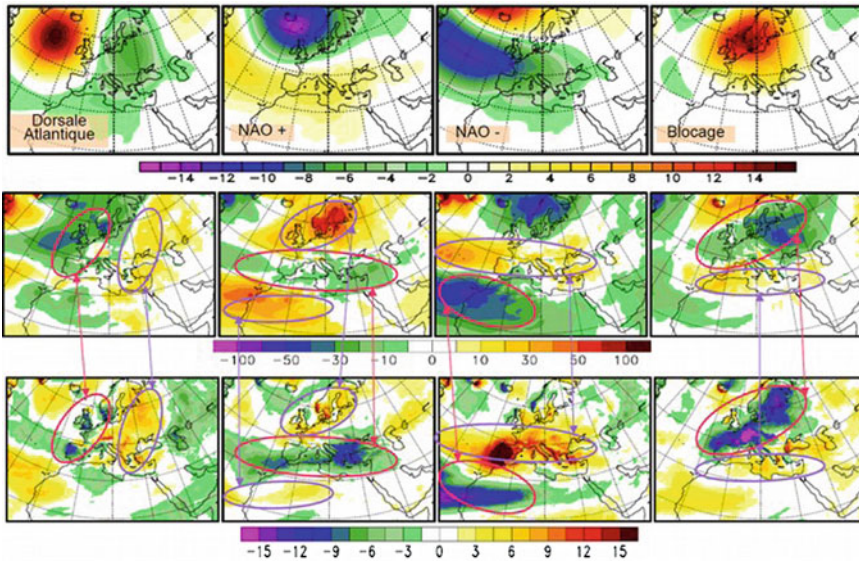 Dorsale
Atlantique
NAO +
NAO -
Blocage
-14 -12 -10 -8 -6 -4 -2 0 2 4 6 8 10 12 14
-100 -50 -30 -10 0 10 30 50 100
-15 -12 -9 -6 -3 0 3 6 9 12 15